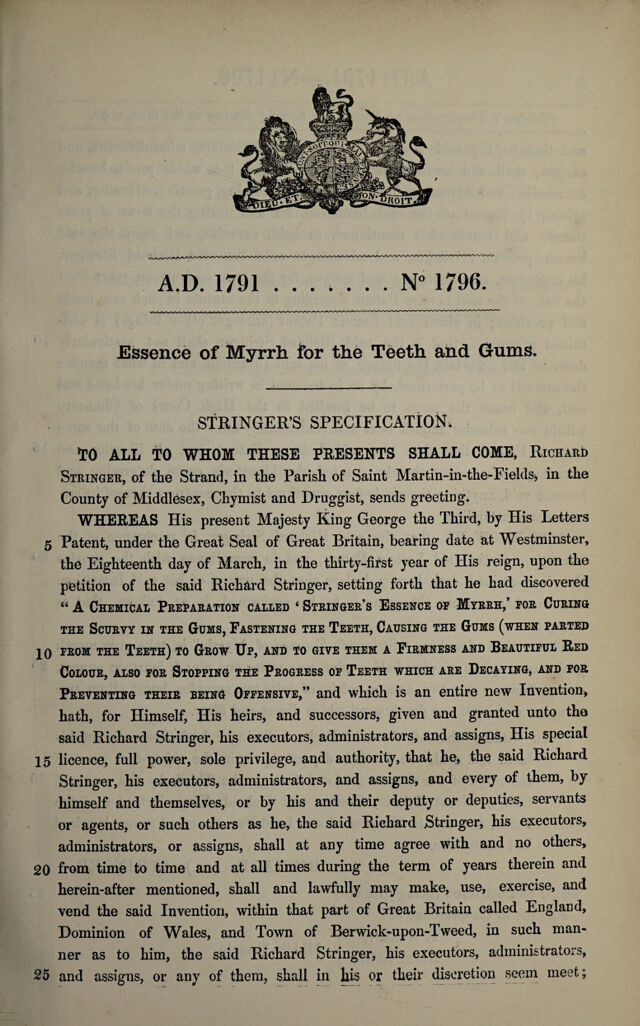 HONI SOIT QUI MAL
DIEU · ET MON · DROIT
A.D. 1791 . . . . . . . Nº 1796.
Essence of Myrrh for the Teeth and Gums.
STRINGER'S SPECIFICATION.
TO ALL TO WHOM THESE PRESENTS SHALL COME, RICHARD
STRINGER, of the Strand, in the Parish of Saint Martin-in-the-Fields, in the
County of Middlesex, Chymist and Druggist, sends greeting.
WHEREAS His present Majesty King George the Third, by His Letters
5 Patent, under the Great Seal of Great Britain, bearing date at Westminster,
the Eighteenth day of March, in the thirty-first year of His reign, upon the
petition of the said Richard Stringer, setting forth that he had discovered
“A CHEMICAL PREPARATION CALLED ‘STRINGER'S ESSENCE OF MYRRH,’ FOR CURING
THE SCURVY IN THE GUMS, FASTENING THE TEETH, CAUSING THE GUMS (WHEN PARTED
10 FROM THE TEETH) TO GROW UP, AND TO GIVE THEM A FIRMNESS AND BEAUTIFUL RED
COLOUR, ALSO FOR STOPPING THE PROGRESS OF TEETH WHICH ARE DECAYING, AND FOR
PREVENTING THEIR BEING OFFENSIVE,” and which is an entire new Invention,
hath, for Himself, His heirs, and successors, given and granted unto the
said Richard Stringer, his executors, administrators, and assigns, His special
15 licence, full power, sole privilege, and authority, that he, the said Richard
Stringer, his executors, administrators, and assigns, and every of them, by
himself and themselves, or by his and their deputy or deputies, servants
or agents, or such others as he, the said Richard Stringer, his executors,
administrators, or assigns, shall at any time agree with and no others,
20 from time to time and at all times during the term of years therein and
herein-after mentioned, shall and lawfully may make, use, exercise, and
vend the said Invention, within that part of Great Britain called England,
Dominion of Wales, and Town of Berwick-upon-Tweed, in such man-
ner as to him, the said Richard Stringer, his executors, administrators,
25 and assigns, or any of them, shall in his or their discretion seem meet;